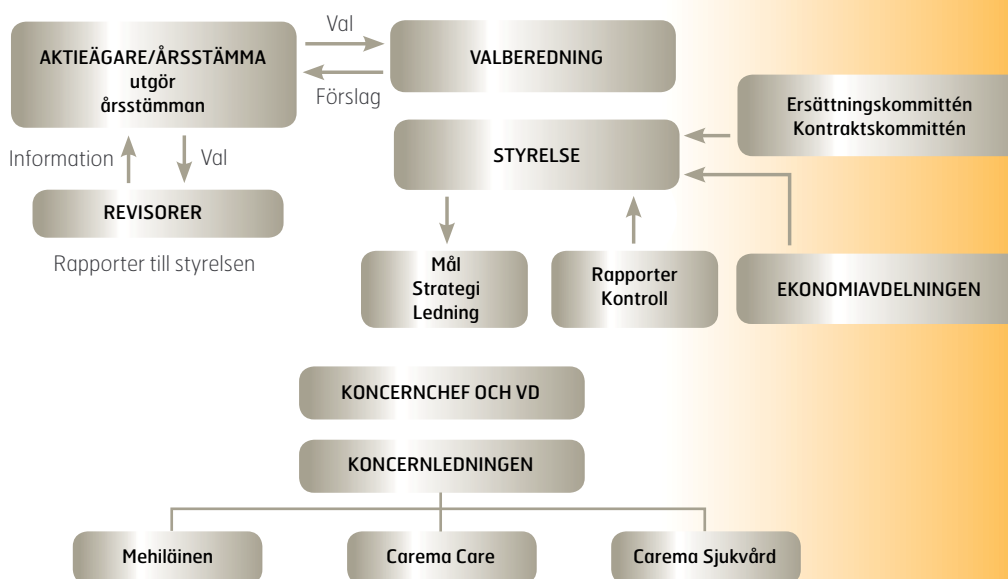 Val
AKTIEÄGARE/ÅRSSTÄMMA
utgör
årsstämman
VALBEREDNING
Förslag
Ersättningskommittén
Kontraktskommittén
Information
Val
STYRELSE
REVISORER
Rapporter till styrelsen
Mål
Strategi
Ledning
Rapporter
Kontroll
EKONOMIAVDELNINGEN
KONCERNCHEF OCH VD
KONCERNLEDNINGEN
Mehiläinen
Carema Care
Carema Sjukvård